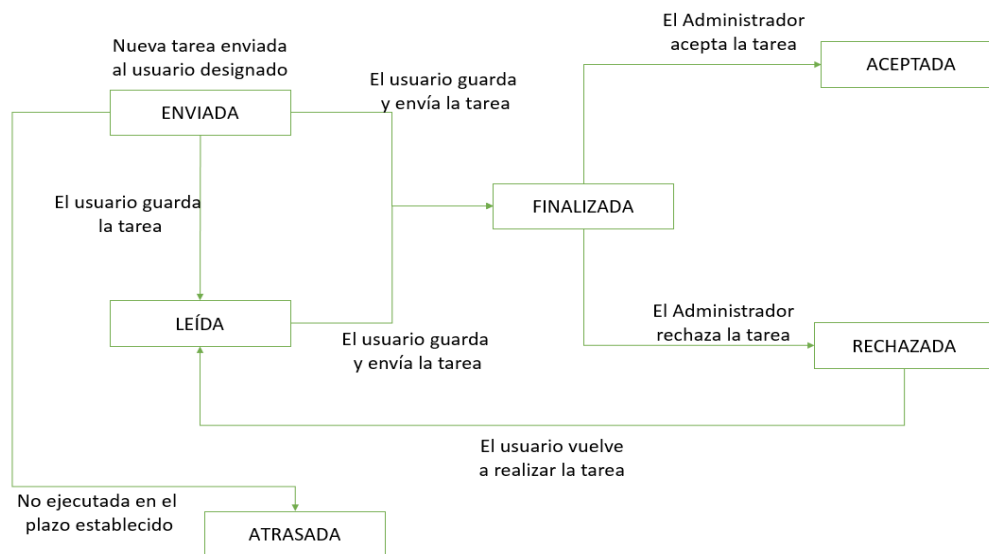 El Administrador
acepta la tarea
ACEPTADA
Nueva tarea enviada
al usuario designado
El usuario guarda
y envía la tarea
ENVIADA
El usuario guarda
la tarea
FINALIZADA
LEÍDA
El usuario guarda
y envía la tarea
El Administrador
rechaza la tarea
RECHAZADA
El usuario vuelve
a realizar la tarea
No ejecutada en el
plazo establecido
ATRASADA